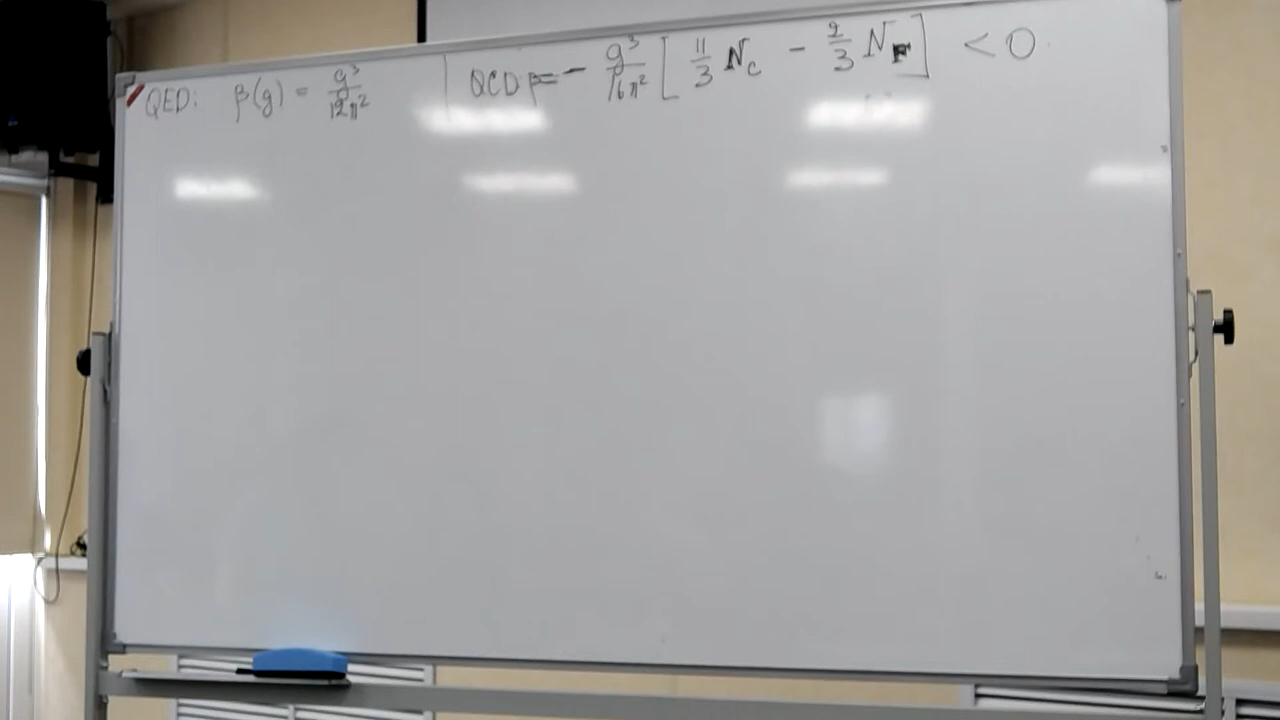 QED: β(g) = g³/12π² | QCD β = - g³/16π² [ 11/3 N_c - 2/3 N_F ] < 0